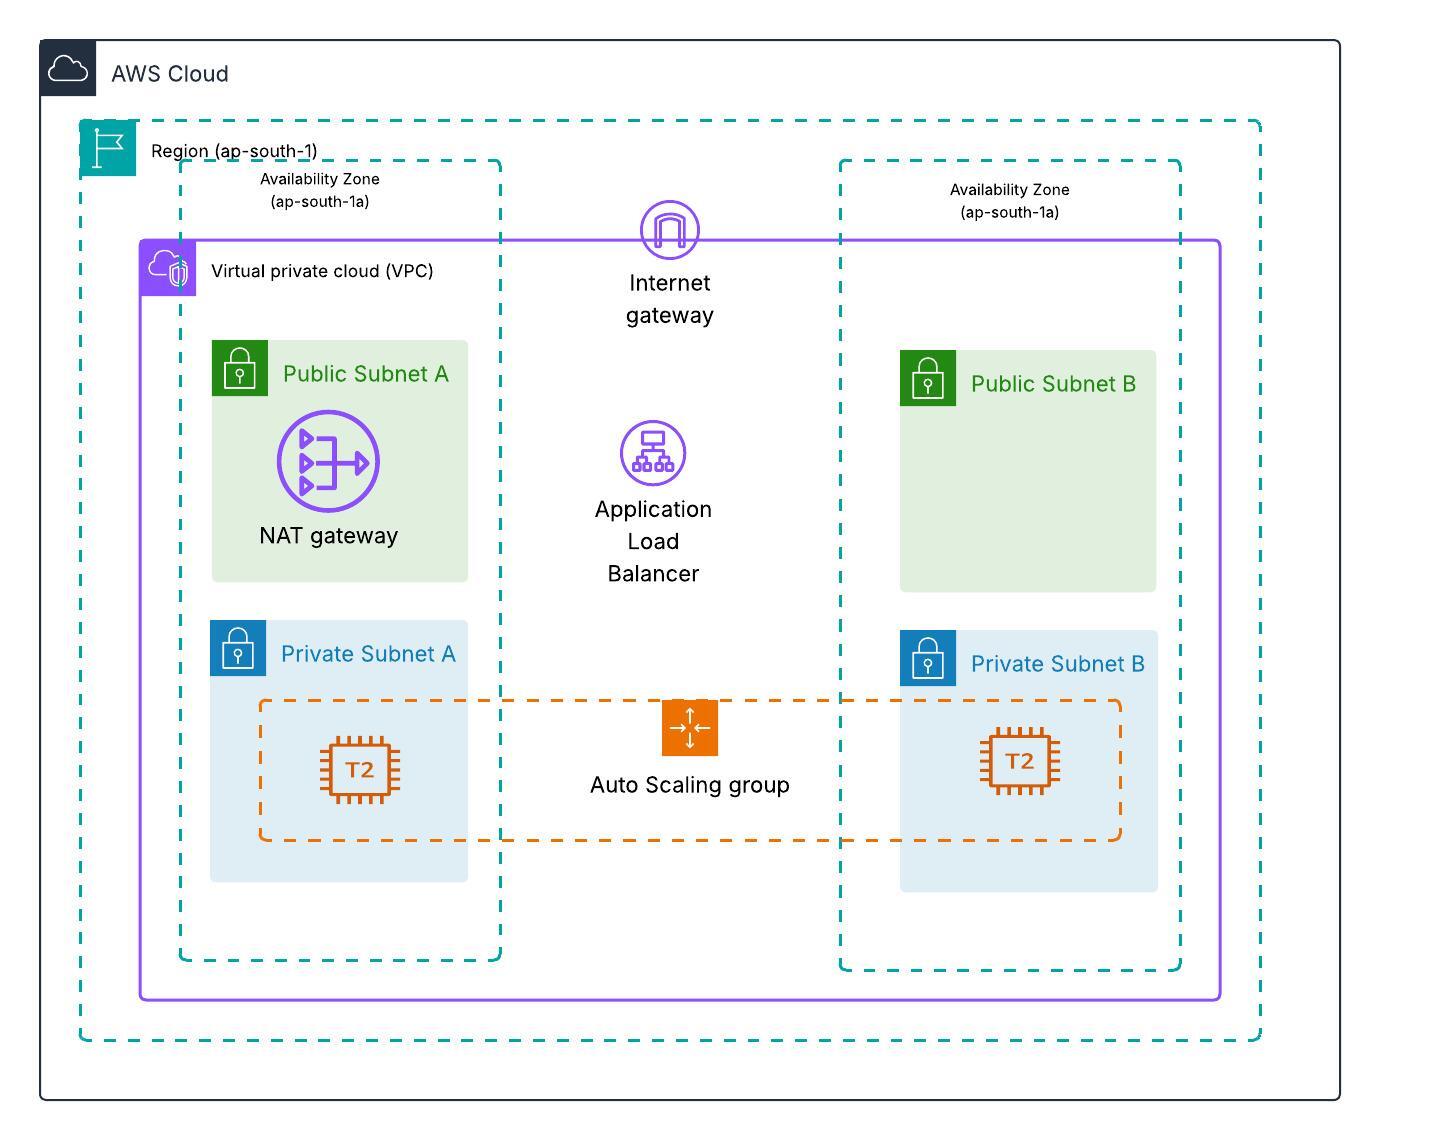 AWS Cloud
Region (ap-south-1)
Availability Zone
(ap-south-1a)
Availability Zone
(ap-south-1a)
Virtual private cloud (VPC)
Internet
gateway
Public Subnet A
Public Subnet B
NAT gateway
Application
Load
Balancer
Private Subnet A
Private Subnet B
T2
T2
Auto Scaling group